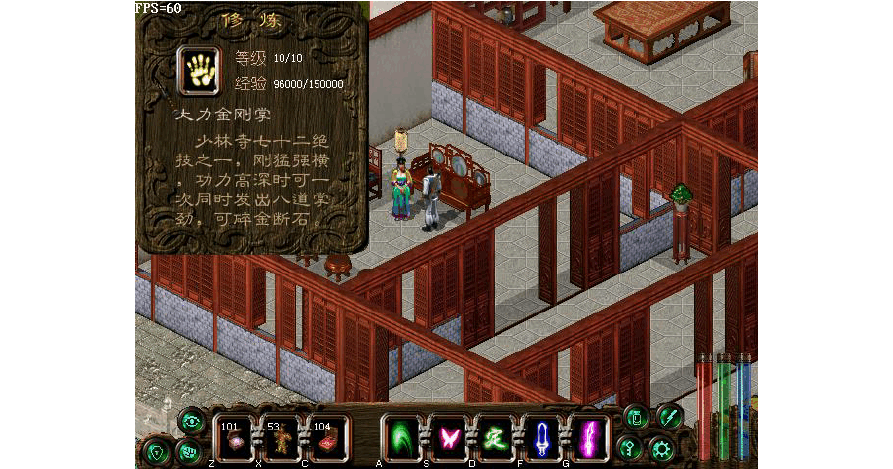 FPS=60
修 炼
等级 10/10
经验 96000/150000
大力金刚掌
少林寺七十二绝
技之一，刚猛强横
，功力高深时可一
次同时发出八道掌
劲，可碎金断石。
101 53 104
Z X C A S D F G